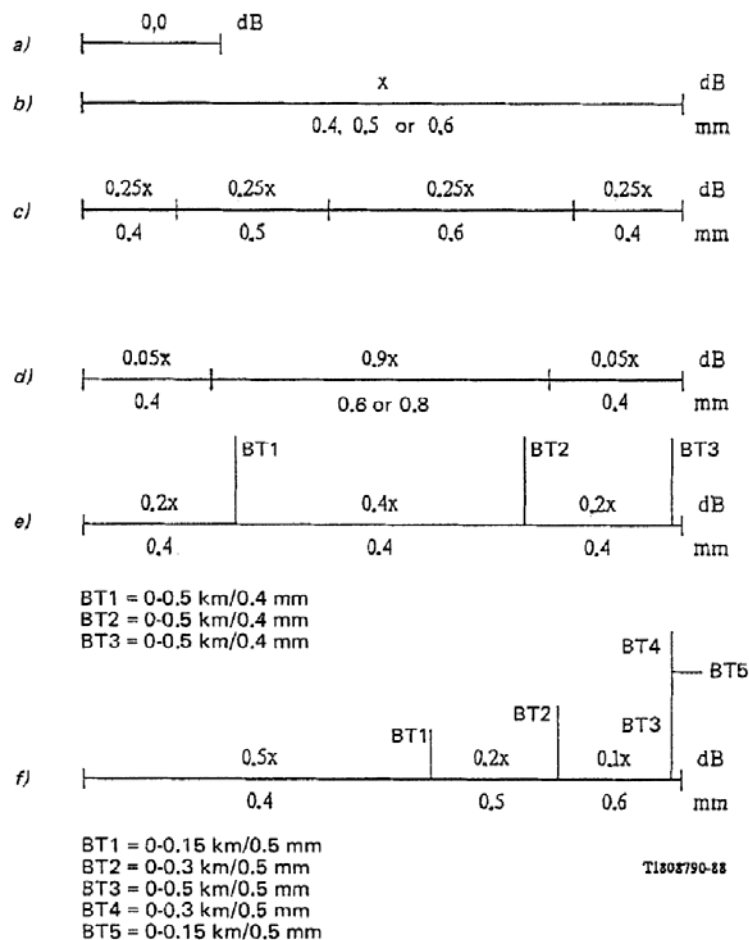 0,0 dB
a)
x dB
b)
0.4, 0.5 or 0.6 mm
0.25x 0.25x 0.25x 0.25x dB
c)
0.4 0.5 0.6 0.4 mm
0.05x 0.9x 0.05x dB
d)
0.4 0.6 or 0.8 0.4 mm
BT1 BT2 BT3
0.2x 0.4x 0.2x dB
e)
0.4 0.4 0.4 mm
BT1 = 0-0.5 km/0.4 mm
BT2 = 0-0.5 km/0.4 mm
BT3 = 0-0.5 km/0.4 mm
BT4
BT5
BT1 BT2 BT3
0.5x 0.2x 0.1x dB
f)
0.4 0.5 0.6 mm
BT1 = 0-0.15 km/0.5 mm
BT2 = 0-0.3 km/0.5 mm
T1808790-88
BT3 = 0-0.5 km/0.5 mm
BT4 = 0-0.3 km/0.5 mm
BT5 = 0-0.15 km/0.5 mm